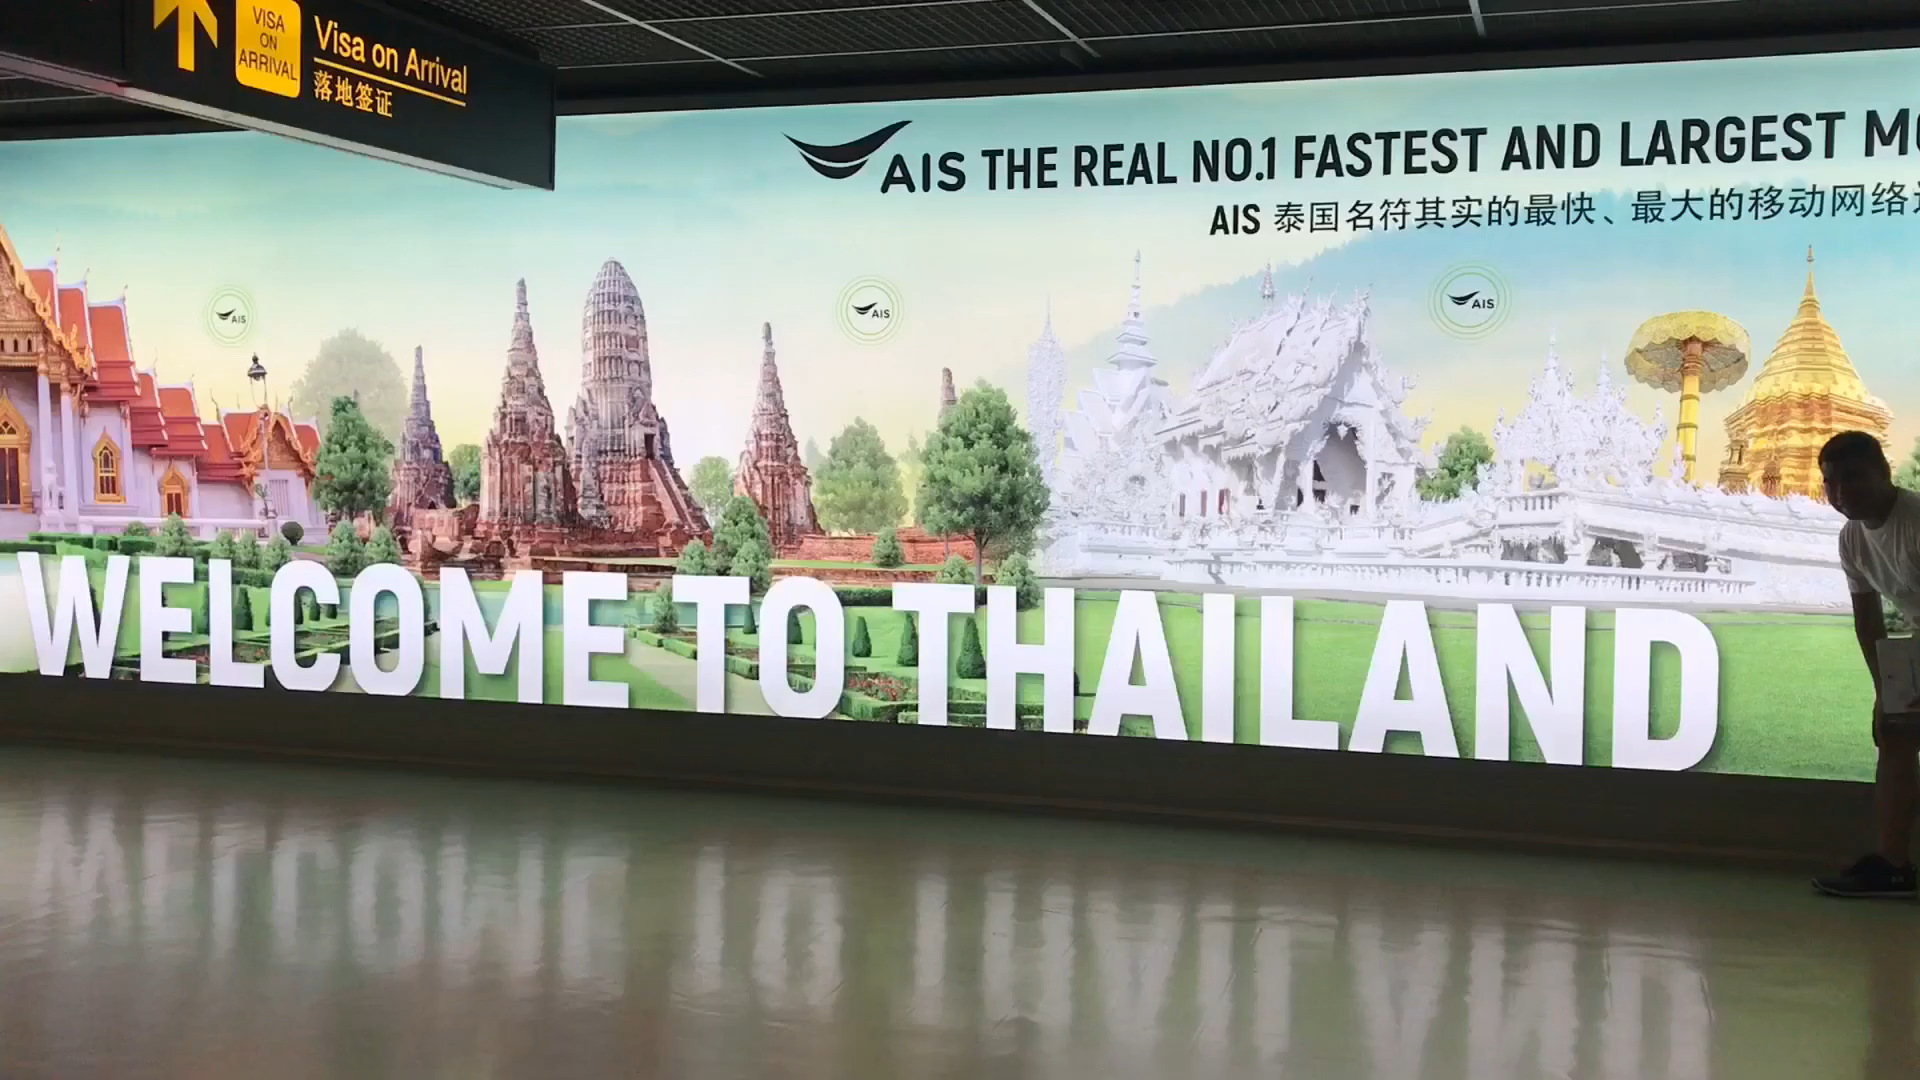 VISA
ON
ARRIVAL
Visa on Arrival
落地签证
AIS THE REAL NO.1 FASTEST AND LARGEST
AIS 泰国名符其实的最快、最大的移动网络
AIS
AIS
AIS
WELCOME TO THAILAND